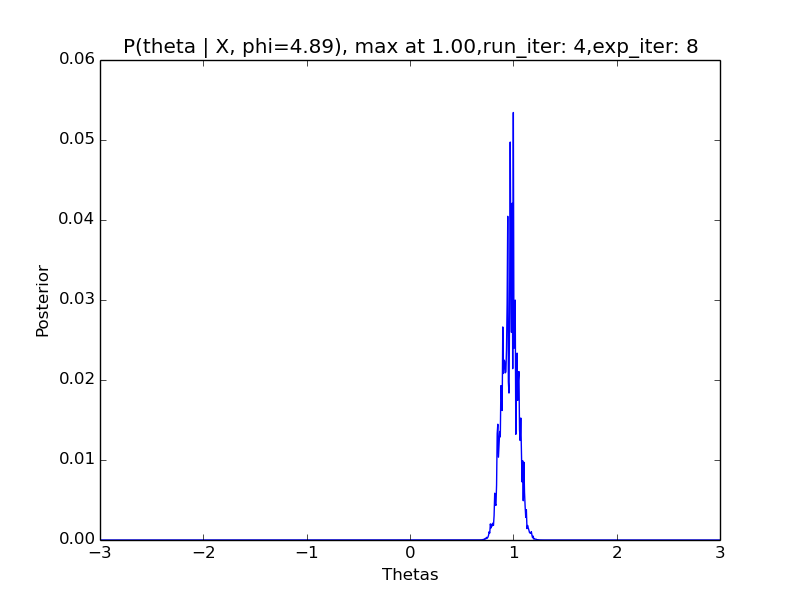 P(theta | X, phi=4.89), max at 1.00,run_iter: 4,exp_iter: 8
0.06
0.05
0.04
0.03
0.02
0.01
0.00
Posterior
−3 −2 −1 0 1 2 3
Thetas